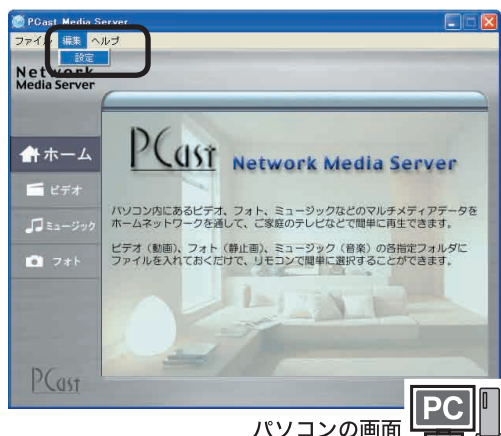 PCast Media Server
ファイル 編集 ヘルプ
設定
Network
Media Server
ホーム
ビデオ
ミュージック
フォト
PCast Network Media Server
パソコン内にあるビデオ、フォト、ミュージックなどのマルチメディアデータを
ホームネットワークを通して、ご家庭のテレビなどで簡単に再生できます。
ビデオ（動画）、フォト（静止画）、ミュージック（音楽）の各指定フォルダに
ファイルを入れておくだけで、リモコンで簡単に選択することができます。
PCast
パソコンの画面
PC